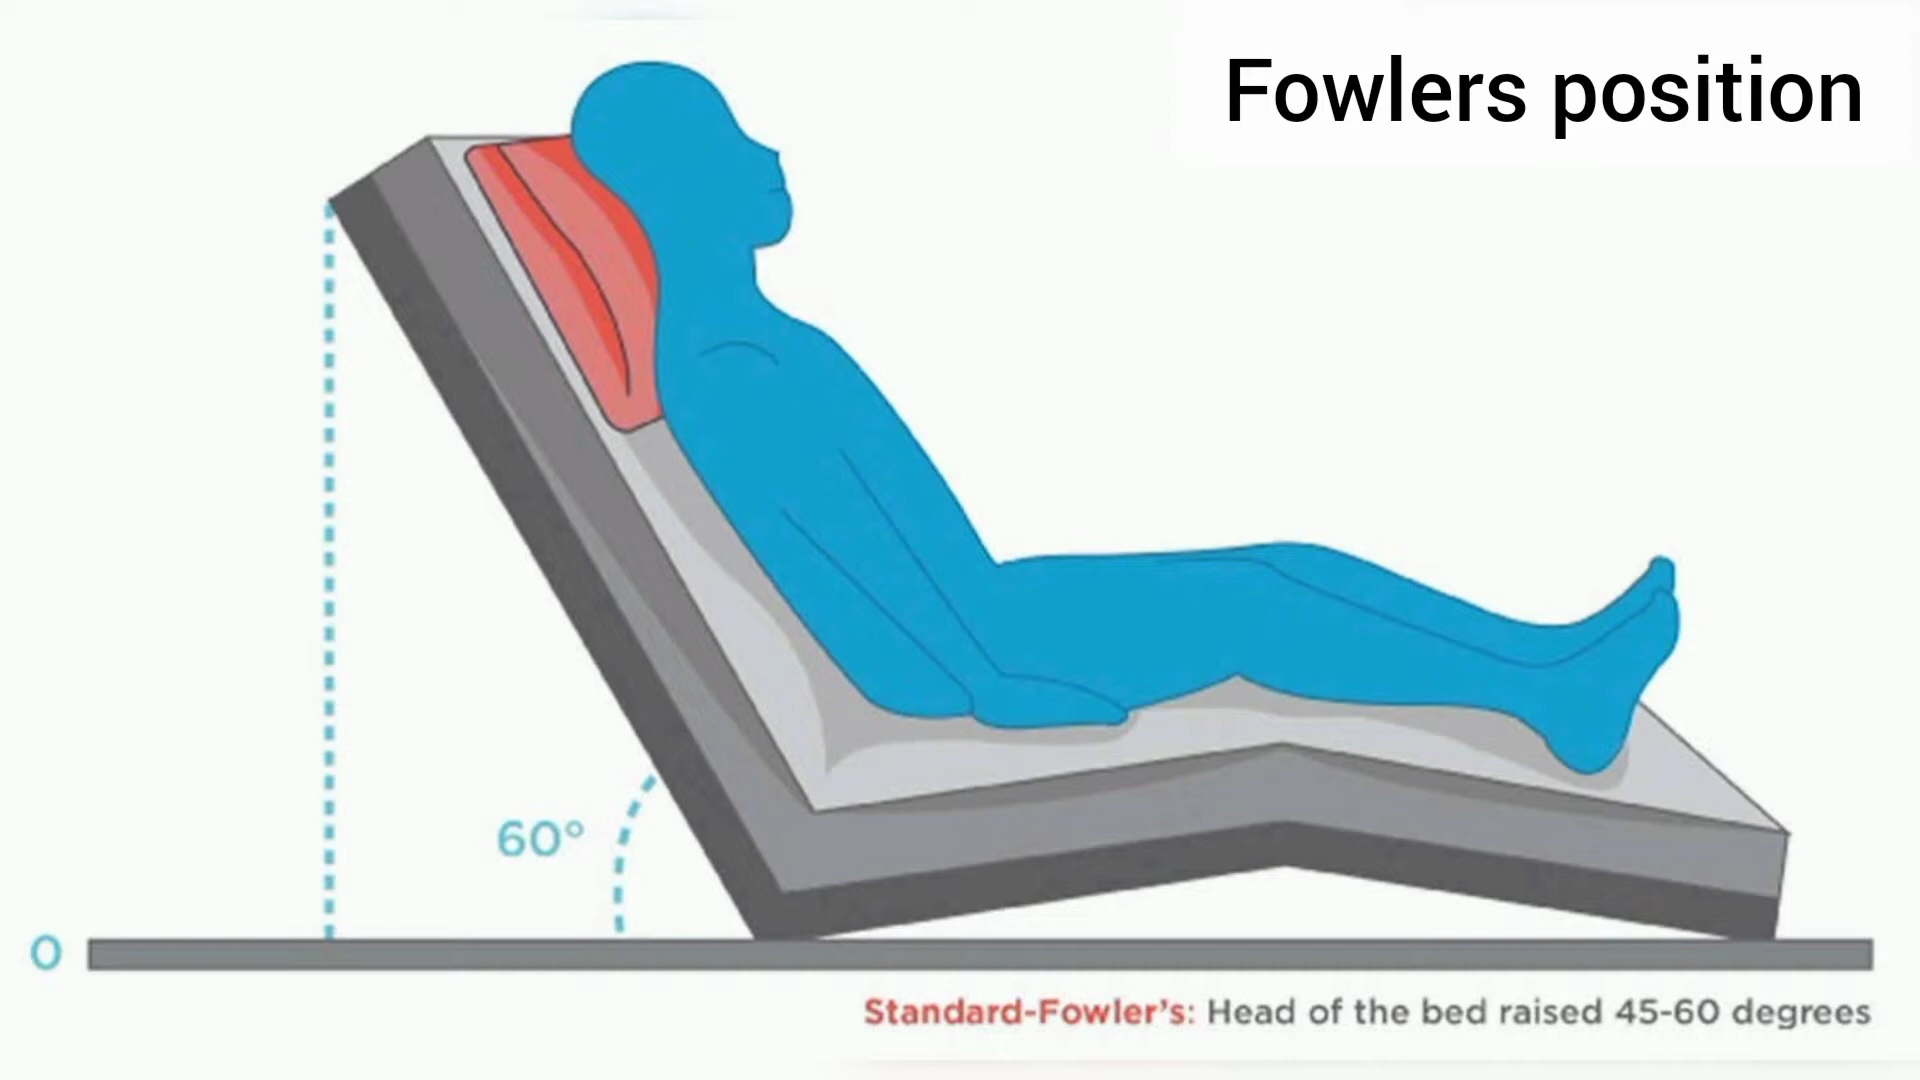 Fowlers position
60°
0
Standard-Fowler's: Head of the bed raised 45-60 degrees